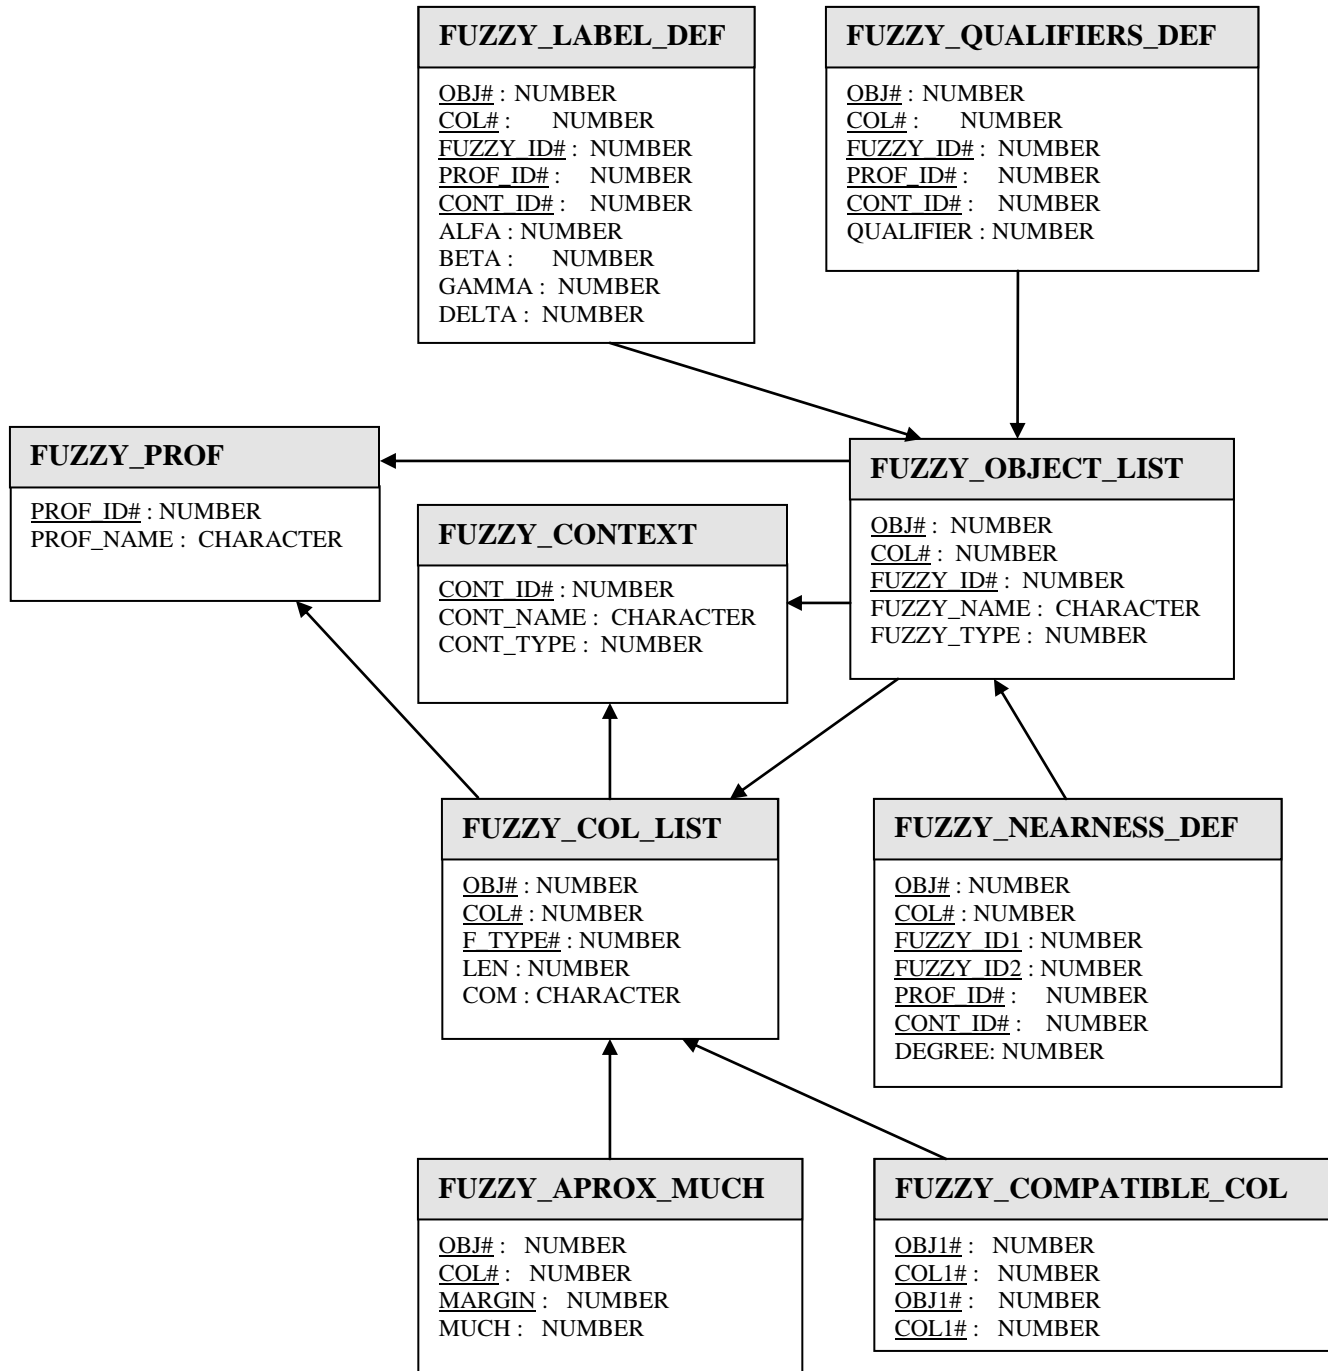 FUZZY_LABEL_DEF
OBJ# : NUMBER
COL# : NUMBER
FUZZY_ID# : NUMBER
PROF_ID# : NUMBER
CONT_ID# : NUMBER
ALFA : NUMBER
BETA : NUMBER
GAMMA : NUMBER
DELTA : NUMBER
FUZZY_QUALIFIERS_DEF
OBJ# : NUMBER
COL# : NUMBER
FUZZY_ID# : NUMBER
PROF_ID# : NUMBER
CONT_ID# : NUMBER
QUALIFIER : NUMBER
FUZZY_PROF
PROF_ID# : NUMBER
PROF_NAME : CHARACTER
FUZZY_CONTEXT
CONT_ID# : NUMBER
CONT_NAME : CHARACTER
CONT_TYPE : NUMBER
FUZZY_OBJECT_LIST
OBJ# : NUMBER
COL# : NUMBER
FUZZY_ID# : NUMBER
FUZZY_NAME : CHARACTER
FUZZY_TYPE : NUMBER
FUZZY_COL_LIST
OBJ# : NUMBER
COL# : NUMBER
F_TYPE# : NUMBER
LEN : NUMBER
COM : CHARACTER
FUZZY_NEARNESS_DEF
OBJ# : NUMBER
COL# : NUMBER
FUZZY_ID1 : NUMBER
FUZZY_ID2 : NUMBER
PROF_ID# : NUMBER
CONT_ID# : NUMBER
DEGREE: NUMBER
FUZZY_APROX_MUCH
OBJ# : NUMBER
COL# : NUMBER
MARGIN : NUMBER
MUCH : NUMBER
FUZZY_COMPATIBLE_COL
OBJ1# : NUMBER
COL1# : NUMBER
OBJ1# : NUMBER
COL1# : NUMBER